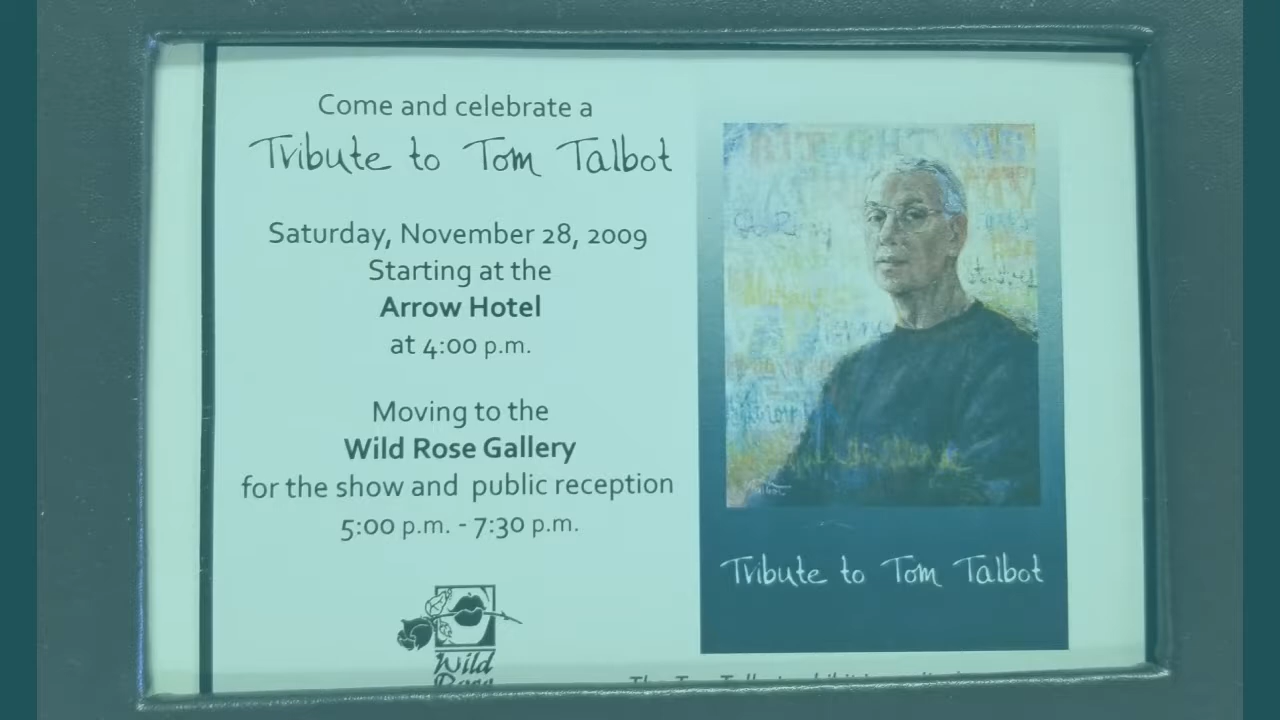 Come and celebrate a
Tribute to Tom Talbot
Saturday, November 28, 2009
Starting at the
Arrow Hotel
at 4:00 p.m.
Moving to the
Wild Rose Gallery
for the show and public reception
5:00 p.m. - 7:30 p.m.
Wild
Rose
Tribute to Tom Talbot